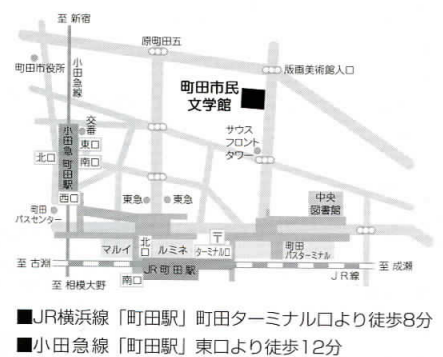 至 新宿
原町田五
町田市役所
小田急線
版画美術館入口
町田市民
文学館
交番
東口
サウス
フロント
タワー
小田急 町田駅
北口
南口
西口
町田
バスセンター
東急
東急
中央
図書館
マルイ
北口
ルミネ
ターミナル口
町田
バスターミナル
至 古淵
JR町田駅
至 成瀬
南口
JR線
至 相模大野
■JR横浜線「町田駅」町田ターミナル口より徒歩8分
■小田急線「町田駅」東口より徒歩12分